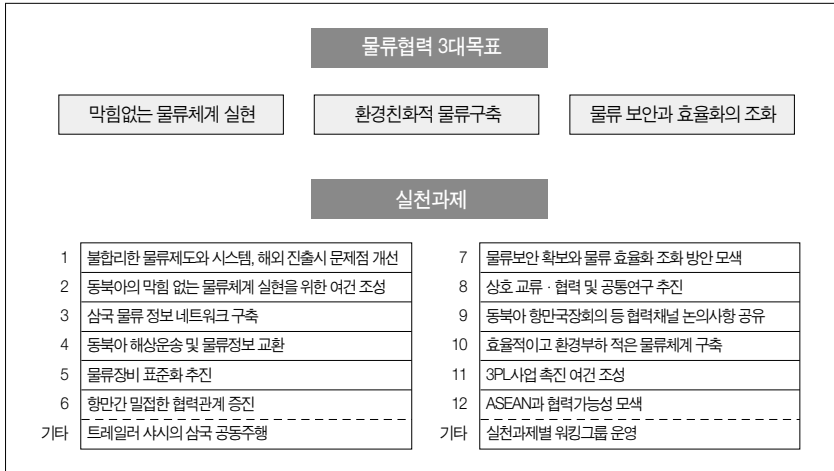 물류협력 3대목표
막힘없는 물류체계 실현
환경친화적 물류구축
물류 보안과 효율화의 조화
실천과제
1 불합리한 물류제도와 시스템, 해외 진출시 문제점 개선
2 동북아의 막힘 없는 물류체계 실현을 위한 여건 조성
3 삼국 물류 정보 네트워크 구축
4 동북아 해상운송 및 물류정보 교환
5 물류장비 표준화 추진
6 항만간 밀접한 협력관계 증진
기타 트레일러 샤시의 삼국 공동주행
7 물류보안 확보와 물류 효율화 조화 방안 모색
8 상호 교류 · 협력 및 공통연구 추진
9 동북아 항만국장회의 등 협력채널 논의사항 공유
10 효율적이고 환경부하 적은 물류체계 구축
11 3PL사업 촉진 여건 조성
12 ASEAN과 협력가능성 모색
기타 실천과제별 워킹그룹 운영